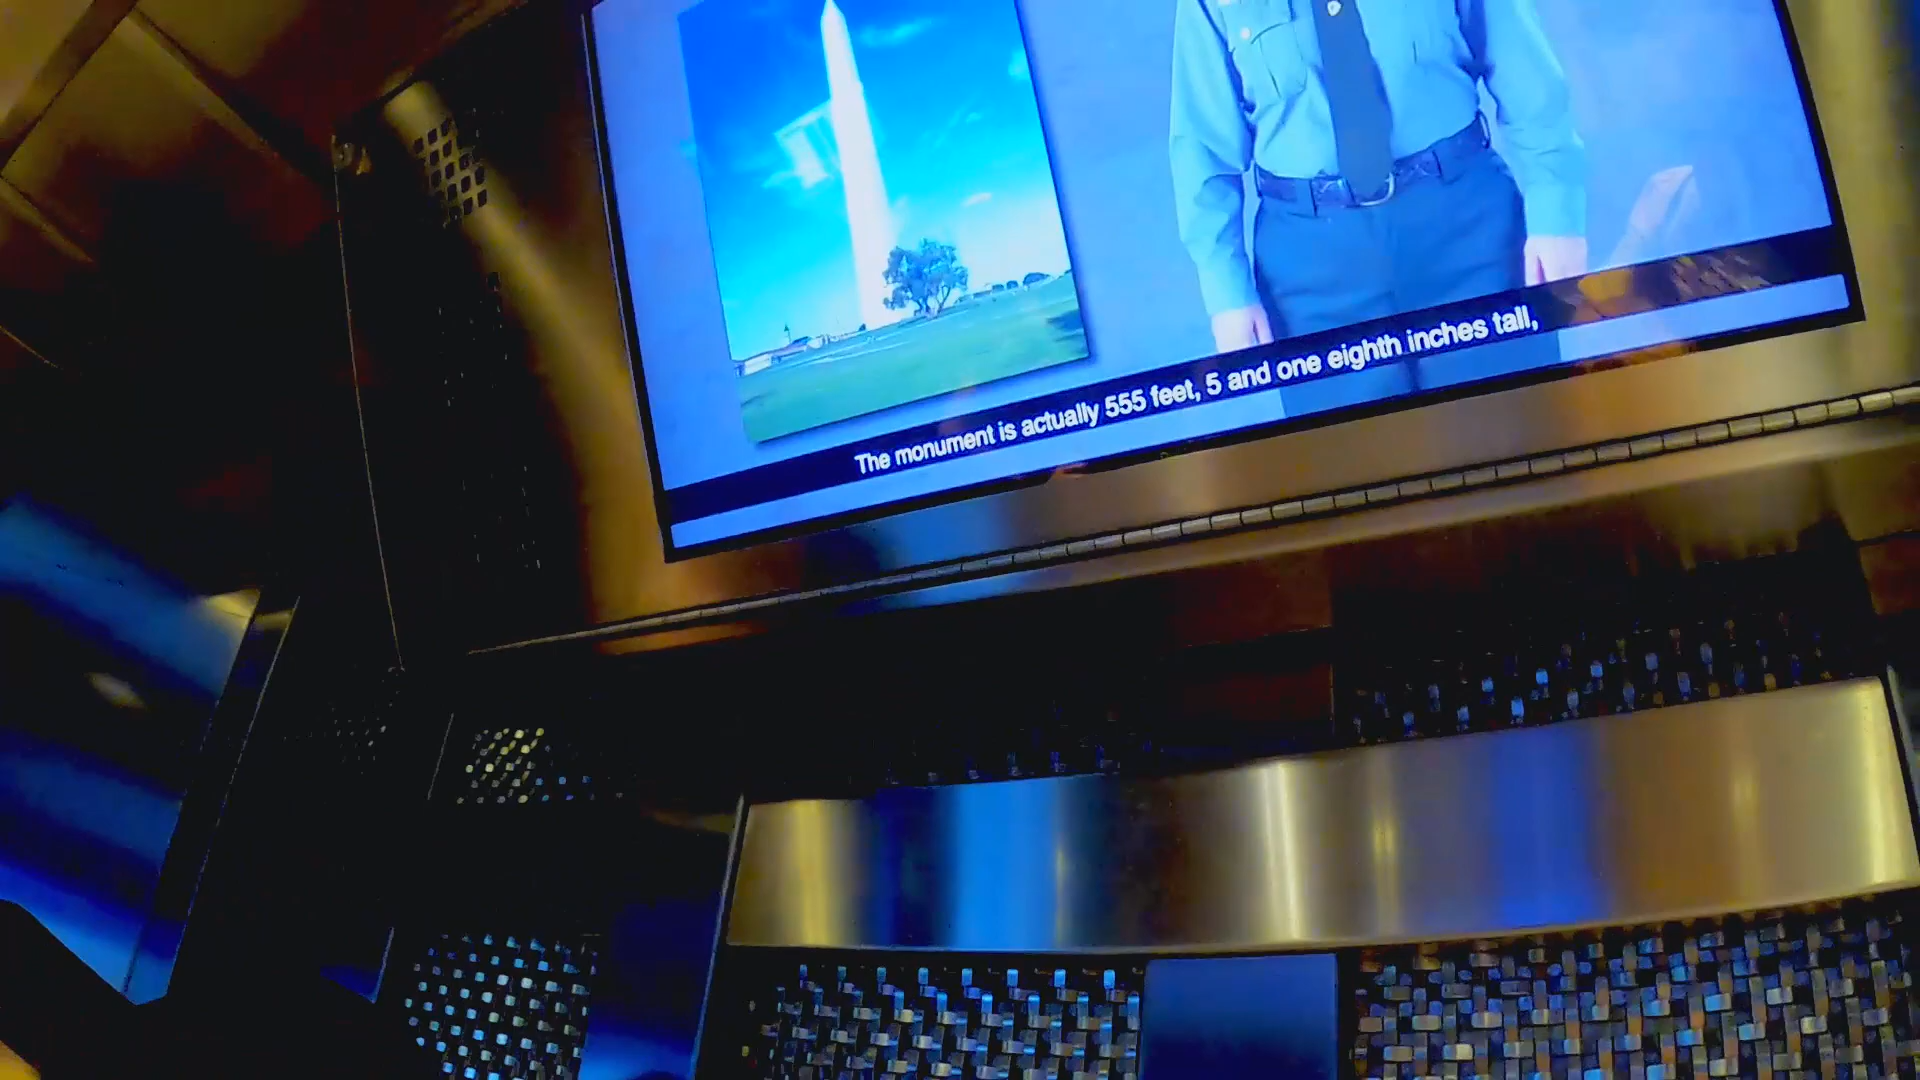 The monument is actually 555 feet, 5 and one eighth inches tall,